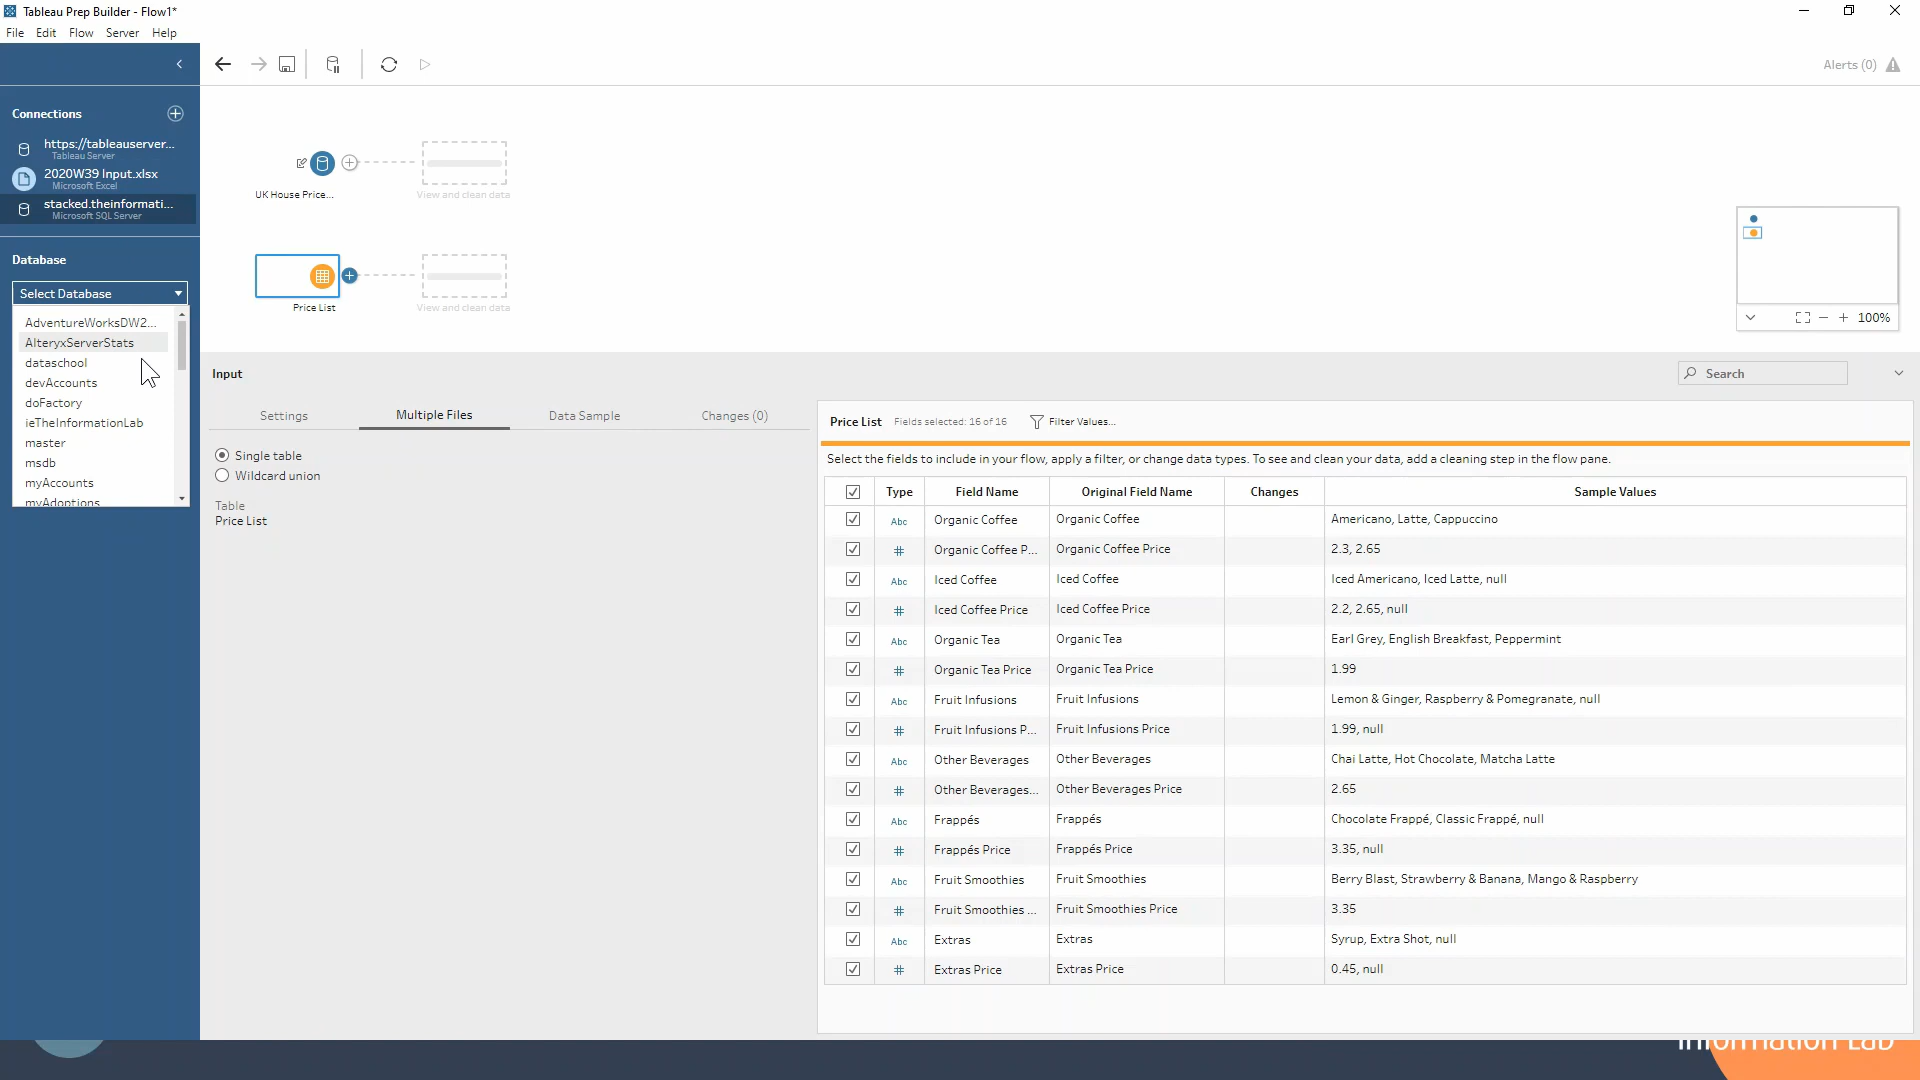 Tableau Prep Builder - Flow1*
File Edit Flow Server Help
Alerts (0)
Connections
https://tableauserver...
Tableau Server
2020W39 Input.xlsx
Microsoft Excel
stacked.theinformati...
Microsoft SQL Server
Database
Select Database
AdventureWorksDW2...
AlteryxServerStats
dataschool
devAccounts
doFactory
ieTheInformationLab
master
msdb
myAccounts
myAdoptions
UK House Price...
View and clean data
Price List
View and clean data
100%
Input
Search
Settings Multiple Files Data Sample Changes (0)
Single table
Wildcard union
Table
Price List
Price List Fields selected: 16 of 16 Filter Values...
Select the fields to include in your flow, apply a filter, or change data types. To see and clean your data, add a cleaning step in the flow pane.
Type Field Name Original Field Name Changes Sample Values
Abc Organic Coffee Organic Coffee Americano, Latte, Cappuccino
# Organic Coffee P... Organic Coffee Price 2.3, 2.65
Abc Iced Coffee Iced Coffee Iced Americano, Iced Latte, null
# Iced Coffee Price Iced Coffee Price 2.2, 2.65, null
Abc Organic Tea Organic Tea Earl Grey, English Breakfast, Peppermint
# Organic Tea Price Organic Tea Price 1.99
Abc Fruit Infusions Fruit Infusions Lemon & Ginger, Raspberry & Pomegranate, null
# Fruit Infusions P... Fruit Infusions Price 1.99, null
Abc Other Beverages Other Beverages Chai Latte, Hot Chocolate, Matcha Latte
# Other Beverages... Other Beverages Price 2.65
Abc Frappés Frappés Chocolate Frappé, Classic Frappé, null
# Frappés Price Frappés Price 3.35, null
Abc Fruit Smoothies Fruit Smoothies Berry Blast, Strawberry & Banana, Mango & Raspberry
# Fruit Smoothies ... Fruit Smoothies Price 3.35
Abc Extras Extras Syrup, Extra Shot, null
# Extras Price Extras Price 0.45, null
Information Lab